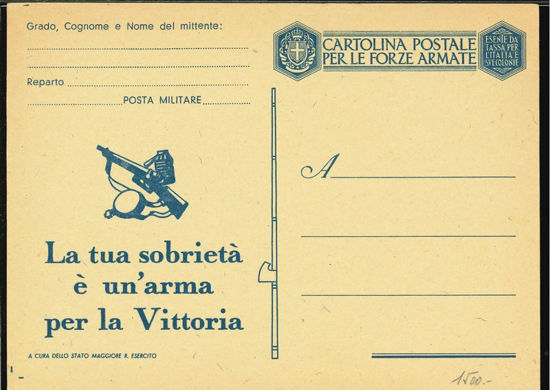 Grado, Cognome e Nome del mittente:
Reparto
POSTA MILITARE
La tua sobrietà
è un'arma
per la Vittoria
A CURA DELLO STATO MAGGIORE R. ESERCITO
CARTOLINA POSTALE
PER LE FORZE ARMATE
ESENTE DA
TASSA PER
L'ITALIA E
SVE COLONIE
A
1500.-